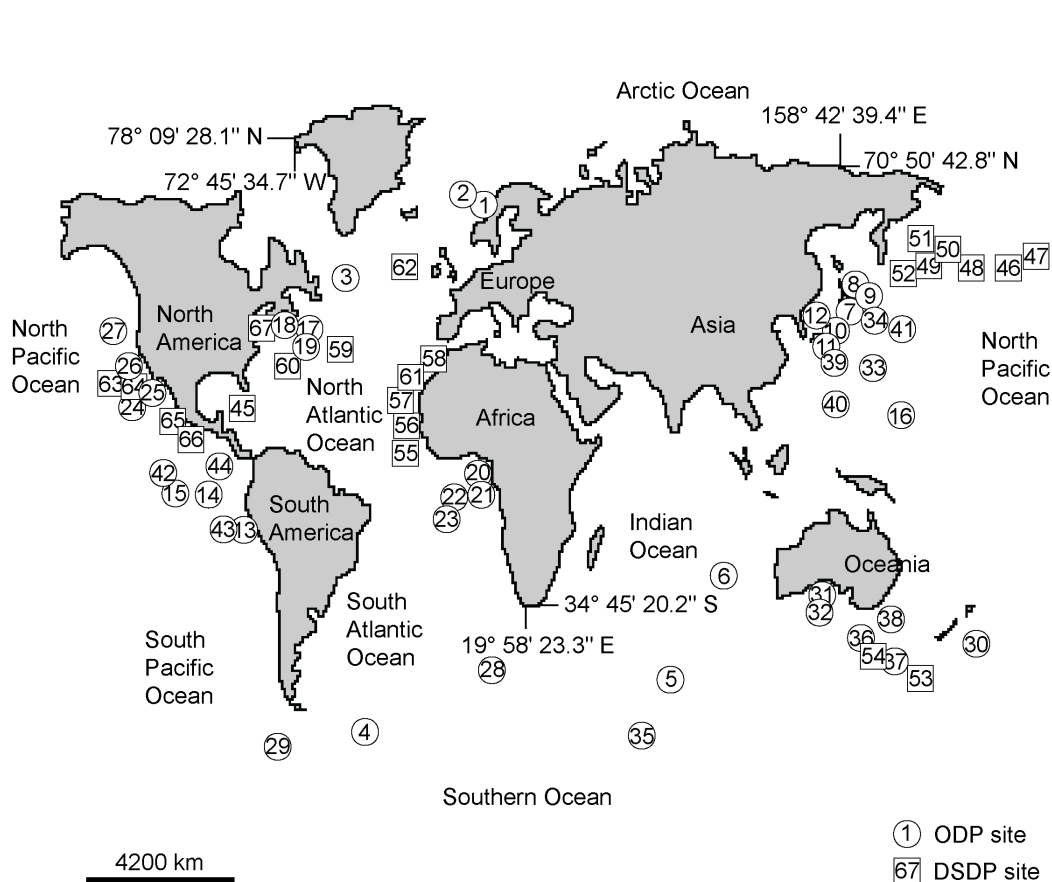 Arctic Ocean
158° 42' 39.4" E
78° 09' 28.1" N
70° 50' 42.8" N
72° 45' 34.7" W
2
1
51
50
47
62
3
Europe
52
49
48
46
8
9
North
Pacific
Ocean
27
North
America
67
18
17
19
59
60
Asia
12
7
10
34
41
11
39
33
North
Pacific
Ocean
26
63
64
25
24
58
61
57
45
North
Atlantic
Ocean
65
66
56
55
Africa
40
16
42
44
15
14
20
22
21
23
South
America
43
13
Indian
Ocean
6
Oceania
31
32
34° 45' 20.2" S
19° 58' 23.3" E
South
Atlantic
Ocean
South
Pacific
Ocean
38
36
54
37
53
30
28
5
4
29
35
Southern Ocean
1 ODP site
4200 km
67 DSDP site